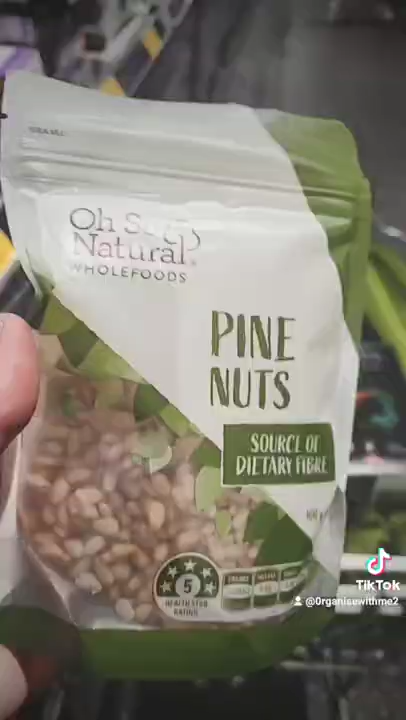 Oh So
Natural
WHOLEFOODS
PINE
NUTS
SOURCE OF
DIETARY FIBRE
5
HEALTH STAR
RATING
TikTok
@0rganisewithme2